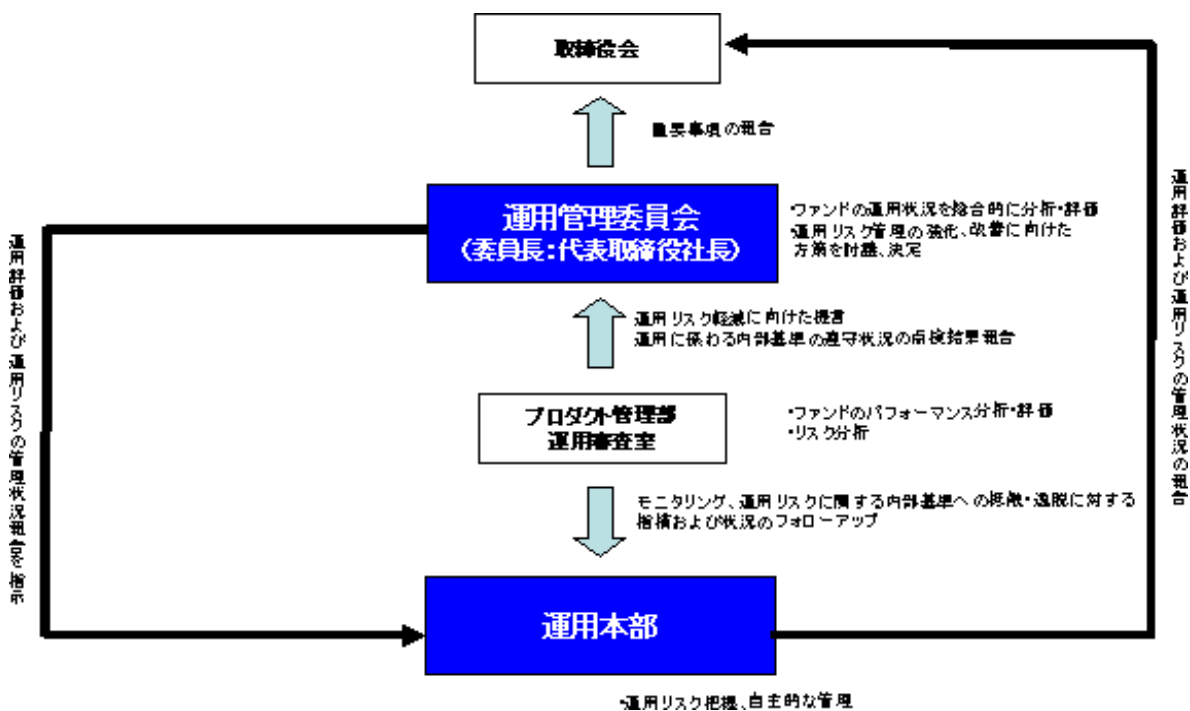 取締役会
重要事項の報告
運用管理委員会
（委員長：代表取締役社長）
・ファンドの運用状況を総合的に分析・評価
・運用リスク管理の強化、改善に向けた
方策を討議、決定
運用リスク軽減に向けた提言
運用に係わる内部基準の遵守状況の点検結果報告
プロダクト管理部
運用審査室
・ファンドのパフォーマンス分析・評価
・リスク分析
モニタリング、運用リスクに関する内部基準への抵触・逸脱に対する
指摘および状況のフォローアップ
運用本部
・運用リスク把握、自主的な管理
運用評価および運用リスクの管理状況報告を指示
運用評価および運用リスクの管理状況の報告